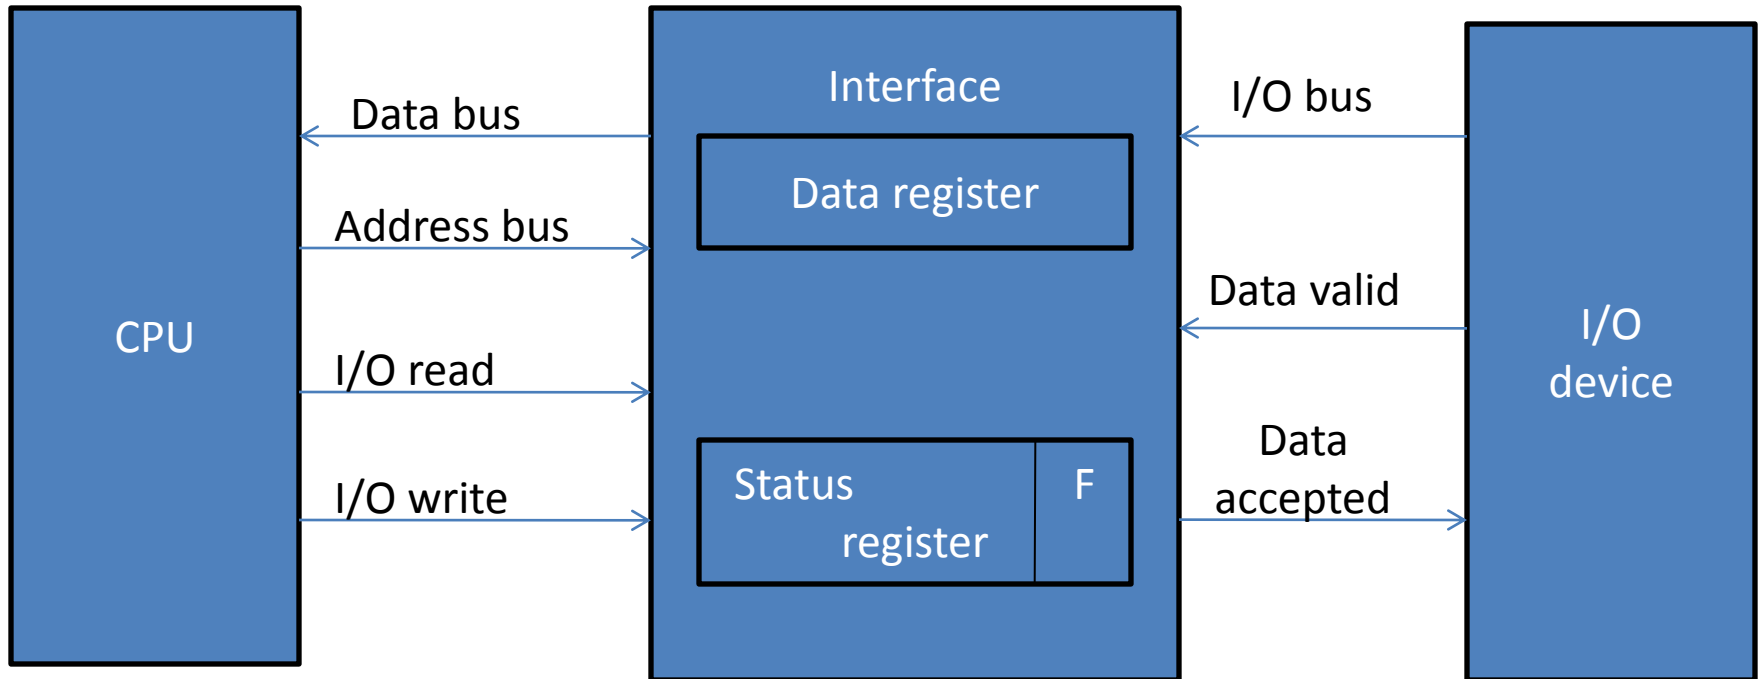 CPU
Data bus
Address bus
I/O read
I/O write
Interface
Data register
Status
register
F
I/O bus
Data valid
Data
accepted
I/O
device